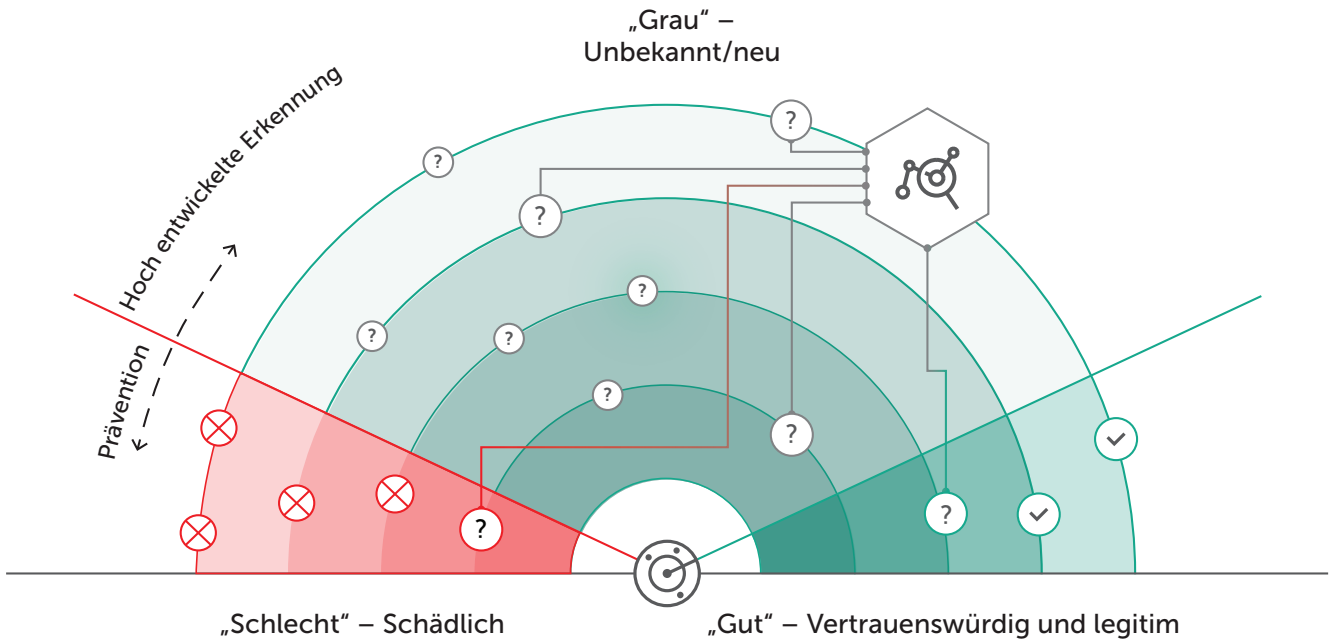 „Grau“ –
Unbekannt/neu
Hoch entwickelte Erkennung
Prävention
?
?
?
?
?
?
?
?
?
?
?
„Schlecht“ – Schädlich
„Gut“ – Vertrauenswürdig und legitim